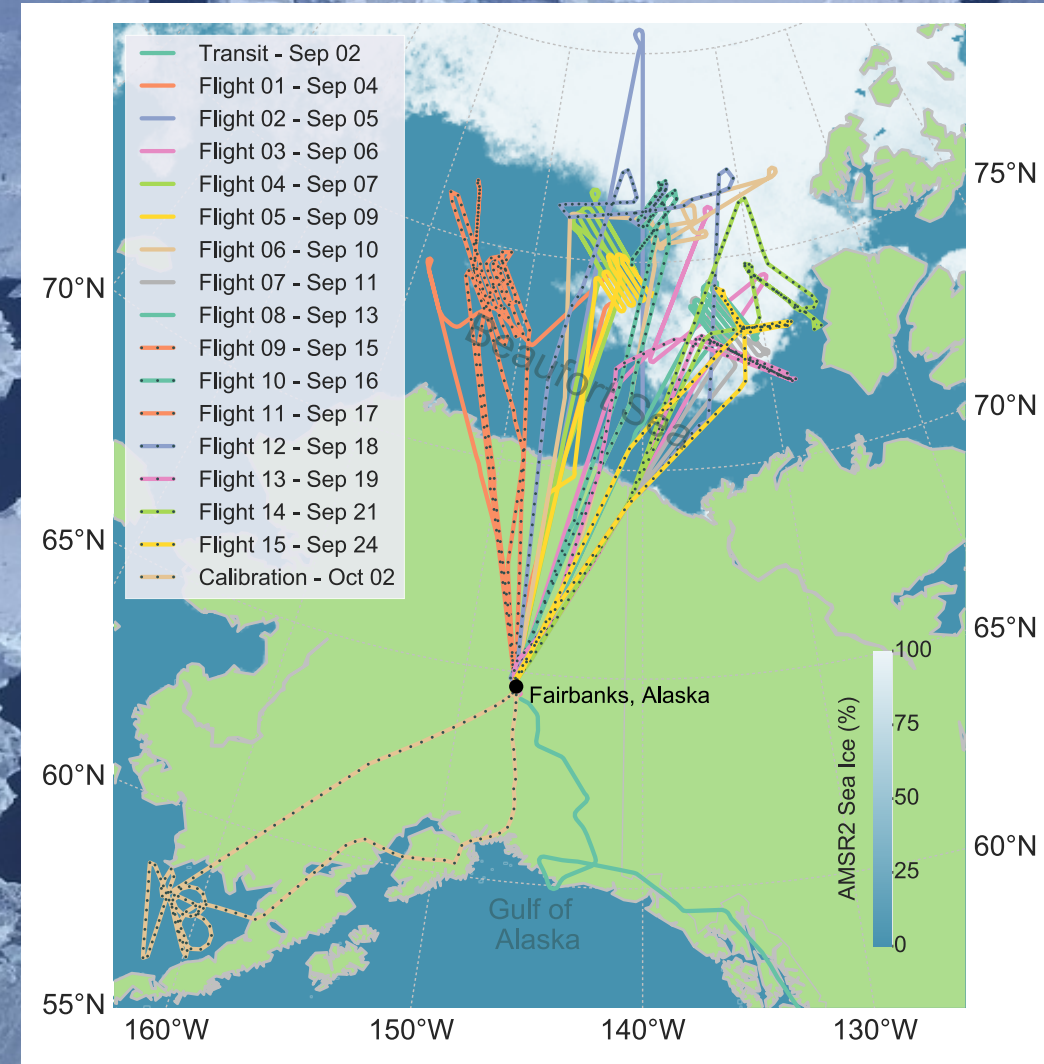 Transit - Sep 02
Flight 01 - Sep 04
Flight 02 - Sep 05
Flight 03 - Sep 06
Flight 04 - Sep 07
Flight 05 - Sep 09
Flight 06 - Sep 10
Flight 07 - Sep 11
Flight 08 - Sep 13
Flight 09 - Sep 15
Flight 10 - Sep 16
Flight 11 - Sep 17
Flight 12 - Sep 18
Flight 13 - Sep 19
Flight 14 - Sep 21
Flight 15 - Sep 24
Calibration - Oct 02
75°N
70°N
Beaufort Sea
70°N
65°N
65°N
Fairbanks, Alaska
60°N
60°N
AMSR2 Sea Ice (%)
100
75
50
25
0
Gulf of
Alaska
55°N
160°W
150°W
140°W
130°W